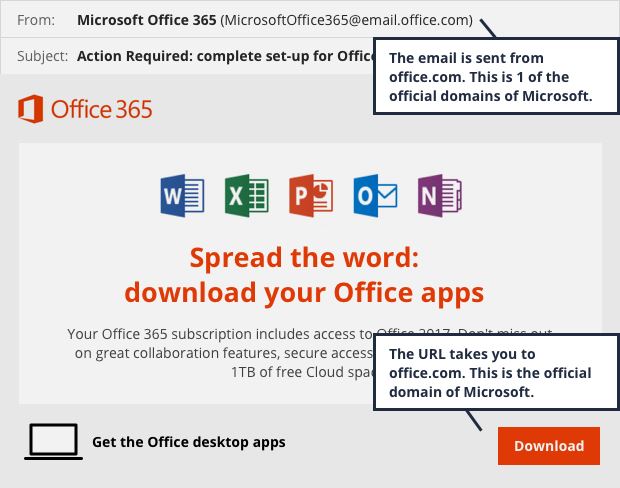 From: Microsoft Office 365 (MicrosoftOffice365@email.office.com)
Subject: Action Required: complete set-up for Office
The email is sent from
office.com. This is 1 of the
official domains of Microsoft.
Office 365
W X P O N
Spread the word:
download your Office apps
Your Office 365 subscription includes access to Office 2017. Don't miss out
on great collaboration features, secure access
1TB of free Cloud spac
The URL takes you to
office.com. This is the official
domain of Microsoft.
Get the Office desktop apps
Download